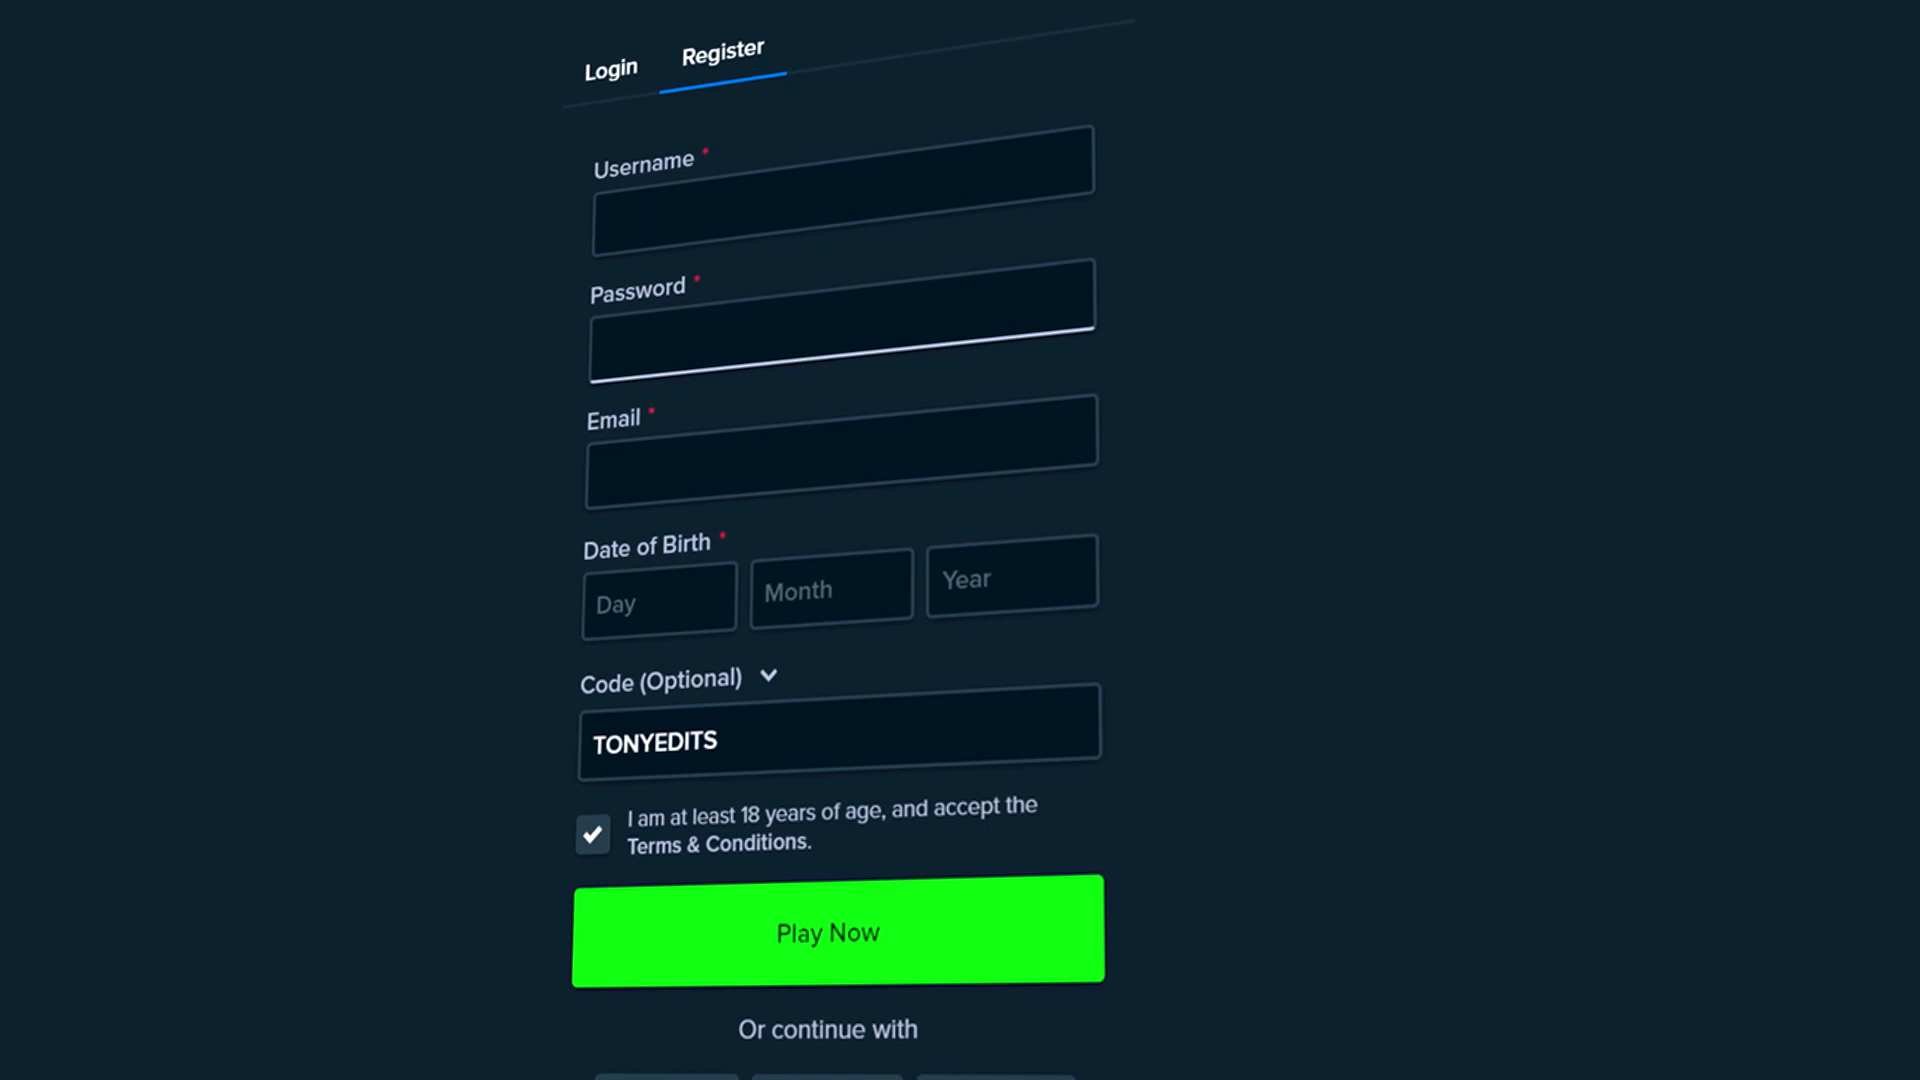 Login
Register
Username *
Password *
Email *
Date of Birth *
Day
Month
Year
Code (Optional)
TONYEDITS
I am at least 18 years of age, and accept the
Terms & Conditions.
Play Now
Or continue with